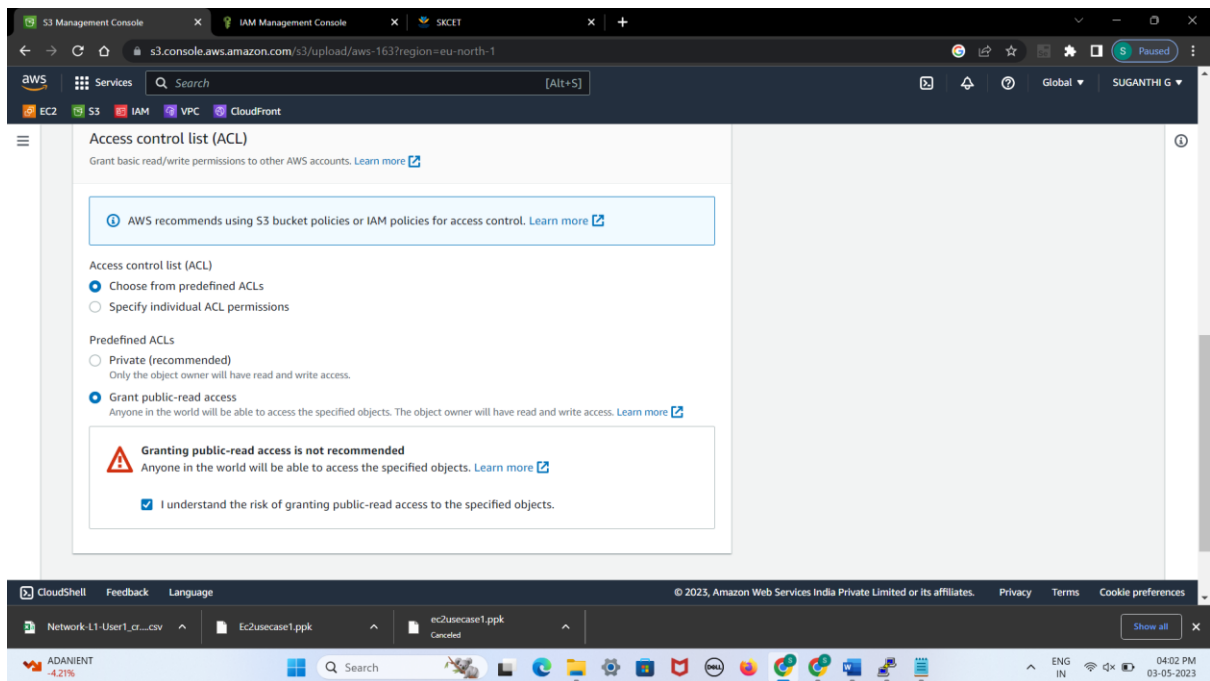 S3 Management Console
IAM Management Console
SKCET
s3.console.aws.amazon.com/s3/upload/aws-163?region=eu-north-1
S Paused
aws Services Search [Alt+S] Global SUGANTHI G
EC2 S3 IAM VPC CloudFront
Access control list (ACL)
Grant basic read/write permissions to other AWS accounts. Learn more
AWS recommends using S3 bucket policies or IAM policies for access control. Learn more
Access control list (ACL)
Choose from predefined ACLs
Specify individual ACL permissions
Predefined ACLs
Private (recommended)
Only the object owner will have read and write access.
Grant public-read access
Anyone in the world will be able to access the specified objects. The object owner will have read and write access. Learn more
Granting public-read access is not recommended
Anyone in the world will be able to access the specified objects. Learn more
I understand the risk of granting public-read access to the specified objects.
CloudShell Feedback Language © 2023, Amazon Web Services India Private Limited or its affiliates. Privacy Terms Cookie preferences
Network-L1-User1_cr....csv
Ec2usecase1.ppk
ec2usecase1.ppk
Canceled
Show all
ADANIENT
-4.21%
Search
DELL
ENG
IN
04:02 PM
03-05-2023